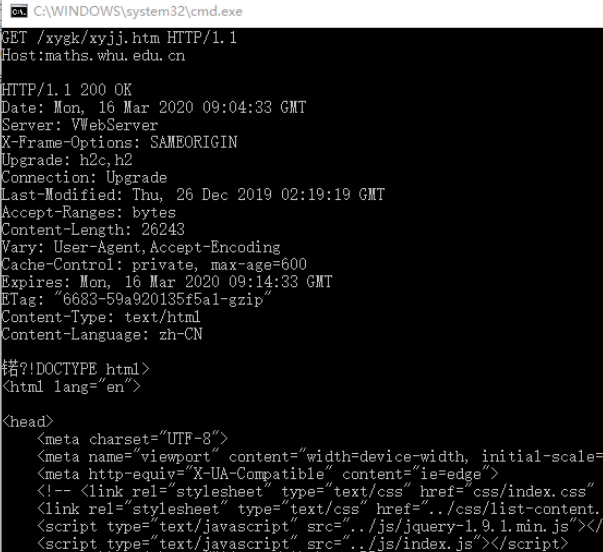 C:\WINDOWS\system32\cmd.exe
GET /xygk/xyjj.htm HTTP/1.1
Host:maths.whu.edu.cn
HTTP/1.1 200 OK
Date: Mon, 16 Mar 2020 09:04:33 GMT
Server: VWebServer
X-Frame-Options: SAMEORIGIN
Upgrade: h2c,h2
Connection: Upgrade
Last-Modified: Thu, 26 Dec 2019 02:19:19 GMT
Accept-Ranges: bytes
Content-Length: 26243
Vary: User-Agent,Accept-Encoding
Cache-Control: private, max-age=600
Expires: Mon, 16 Mar 2020 09:14:33 GMT
ETag: "6683-59a920135f5a1-gzip"
Content-Type: text/html
Content-Language: zh-CN
锘?!DOCTYPE html>
<html lang="en">
<head>
<meta charset="UTF-8">
<meta name="viewport" content="width=device-width, initial-scale=
<meta http-equiv="X-UA-Compatible" content="ie=edge">
<!-- <link rel="stylesheet" type="text/css" href="css/index.css"
<link rel="stylesheet" type="text/css" href="../css/list-content.
<script type="text/javascript" src="../js/jquery-1.9.1.min.js"></
<script type="text/javascript" src="../js/index.js"></script>